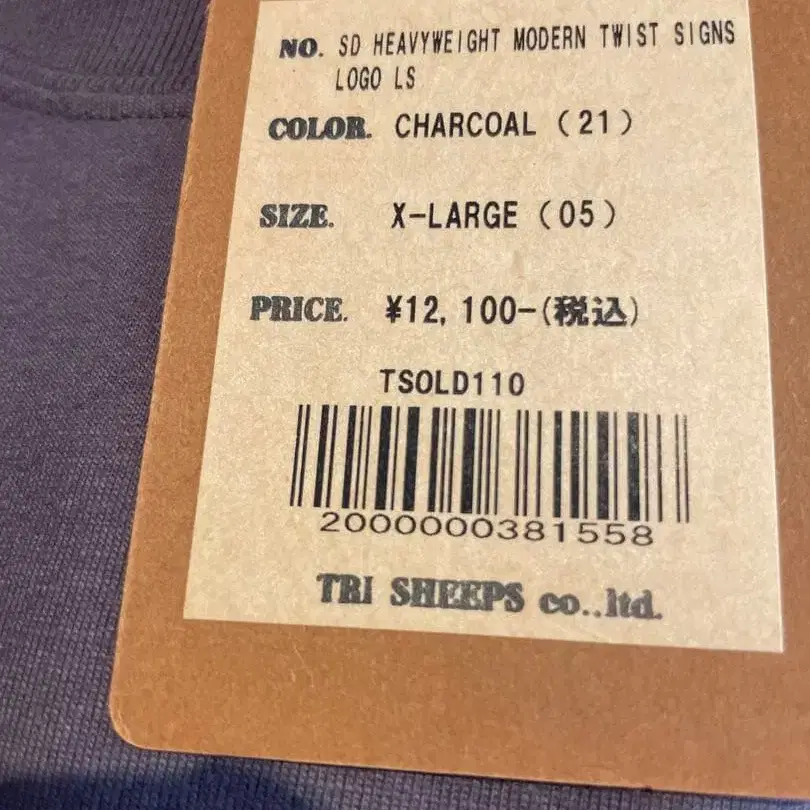 NO. SD HEAVYWEIGHT MODERN TWIST SIGNS
LOGO LS
COLOR. CHARCOAL (21)
SIZE. X-LARGE (05)
PRICE. ¥12,100-(税込)
TSOLD110
2000000381558
TRI SHEEPS co..ltd.